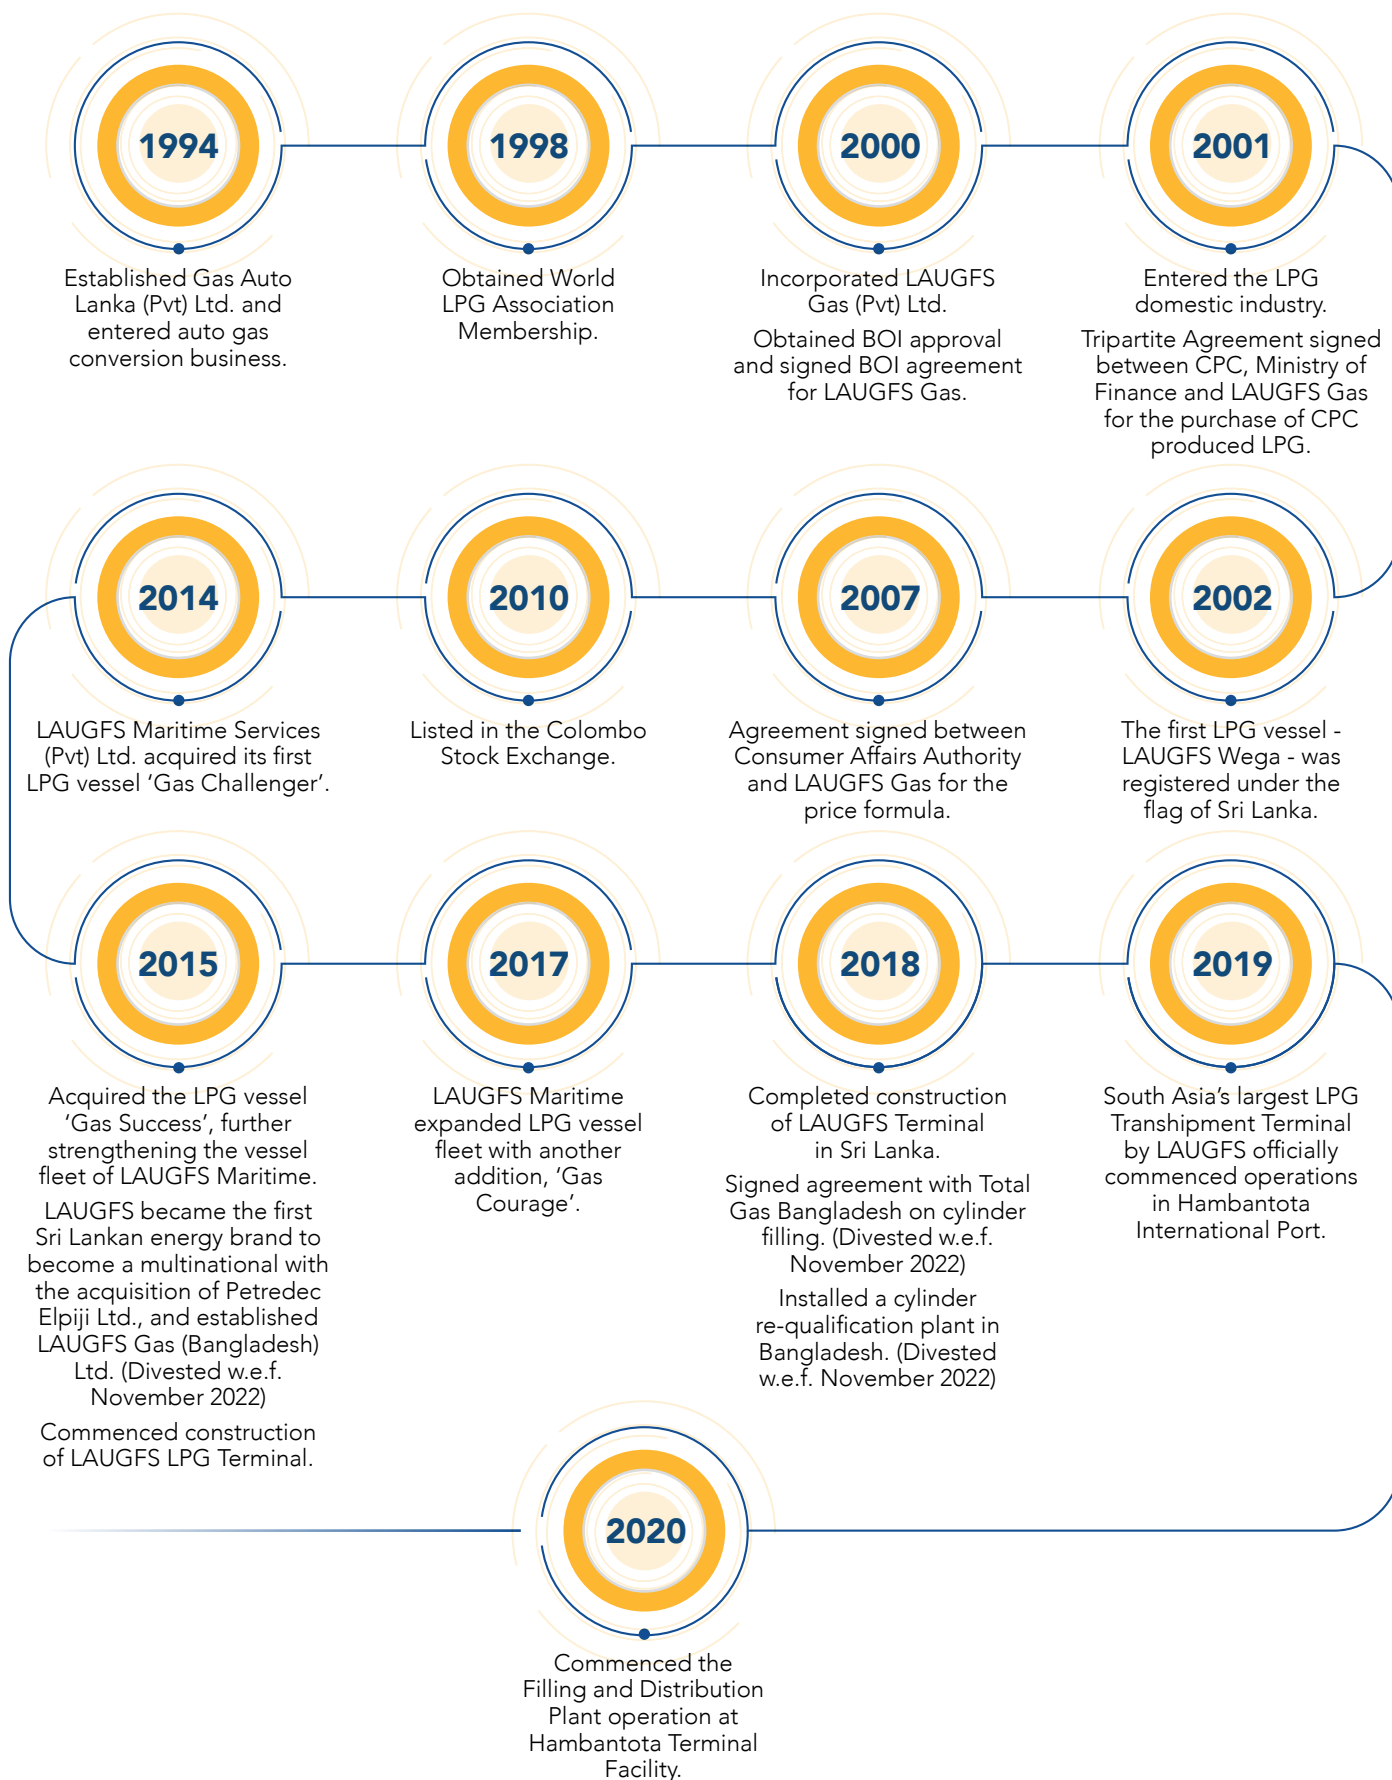 1994
Established Gas Auto
Lanka (Pvt) Ltd. and
entered auto gas
conversion business.
1998
Obtained World
LPG Association
Membership.
2000
Incorporated LAUGFS
Gas (Pvt) Ltd.
Obtained BOI approval
and signed BOI agreement
for LAUGFS Gas.
2001
Entered the LPG
domestic industry.
Tripartite Agreement signed
between CPC, Ministry of
Finance and LAUGFS Gas
for the purchase of CPC
produced LPG.
2002
The first LPG vessel -
LAUGFS Wega - was
registered under the
flag of Sri Lanka.
2007
Agreement signed between
Consumer Affairs Authority
and LAUGFS Gas for the
price formula.
2010
Listed in the Colombo
Stock Exchange.
2014
LAUGFS Maritime Services
(Pvt) Ltd. acquired its first
LPG vessel ‘Gas Challenger’.
2015
Acquired the LPG vessel
‘Gas Success’, further
strengthening the vessel
fleet of LAUGFS Maritime.
LAUGFS became the first
Sri Lankan energy brand to
become a multinational with
the acquisition of Petredec
Elpiji Ltd., and established
LAUGFS Gas (Bangladesh)
Ltd. (Divested w.e.f.
November 2022)
Commenced construction
of LAUGFS LPG Terminal.
2017
LAUGFS Maritime
expanded LPG vessel
fleet with another
addition, ‘Gas
Courage’.
2018
Completed construction
of LAUGFS Terminal
in Sri Lanka.
Signed agreement with Total
Gas Bangladesh on cylinder
filling. (Divested w.e.f.
November 2022)
Installed a cylinder
re-qualification plant in
Bangladesh. (Divested
w.e.f. November 2022)
2019
South Asia’s largest LPG
Transhipment Terminal
by LAUGFS officially
commenced operations
in Hambantota
International Port.
2020
Commenced the
Filling and Distribution
Plant operation at
Hambantota Terminal
Facility.